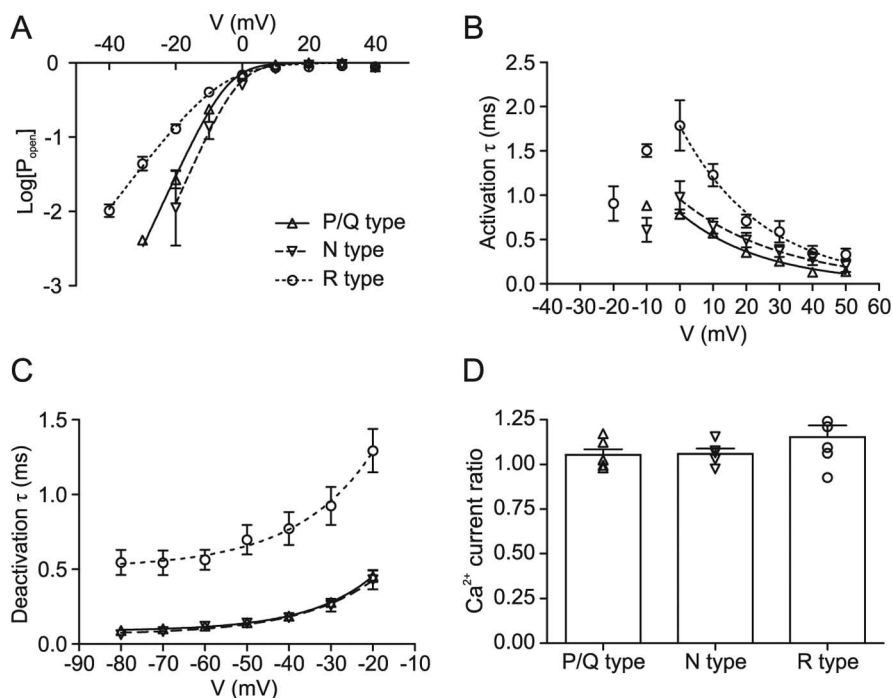 A
V (mV)
-40 -20 0 20 40
0
-1
-2
-3
Log[P_open]
P/Q type
N type
R type
B
2.5
2.0
1.5
1.0
0.5
0.0
Activation τ (ms)
-40 -30 -20 -10 0 10 20 30 40 50 60
V (mV)
C
1.5
1.0
0.5
0.0
Deactivation τ (ms)
-90 -80 -70 -60 -50 -40 -30 -20 -10
V (mV)
D
1.25
1.00
0.75
0.50
0.25
0.00
Ca²⁺ current ratio
P/Q type N type R type